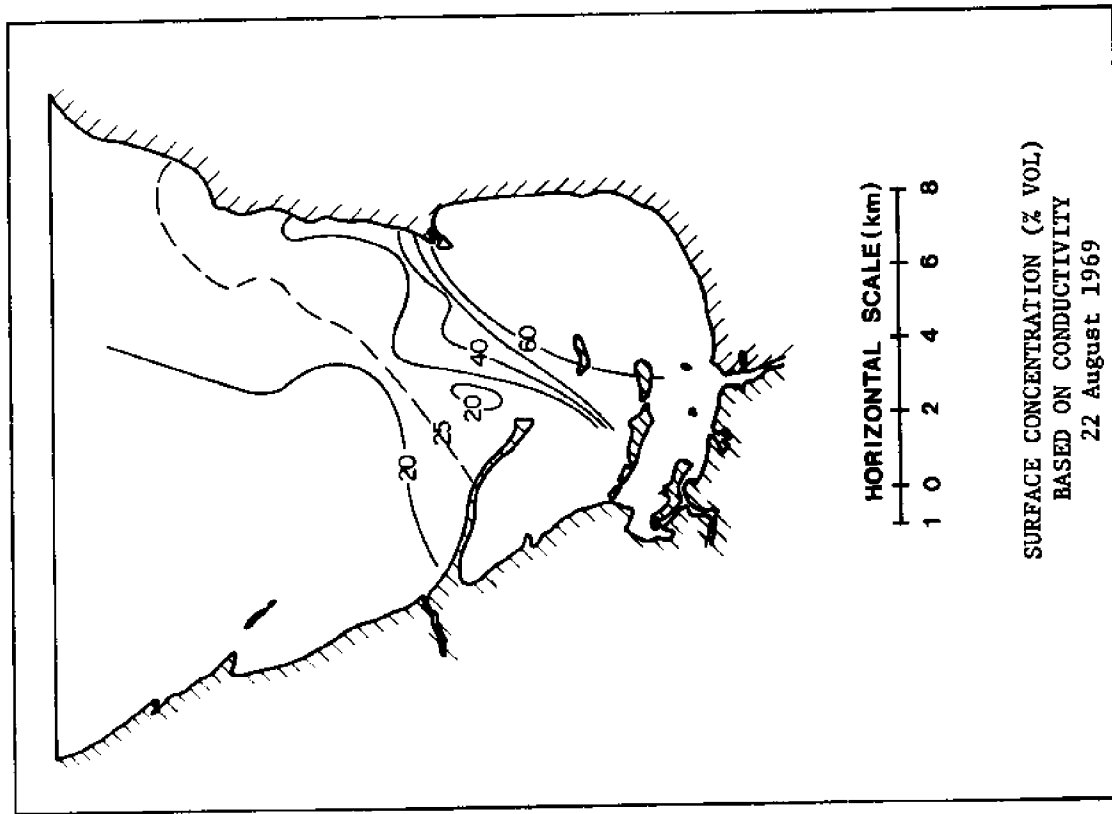 20
25
20
40
60
HORIZONTAL SCALE (km)
1 0 2 4 6 8
SURFACE CONCENTRATION (% VOL)
BASED ON CONDUCTIVITY
22 August 1969